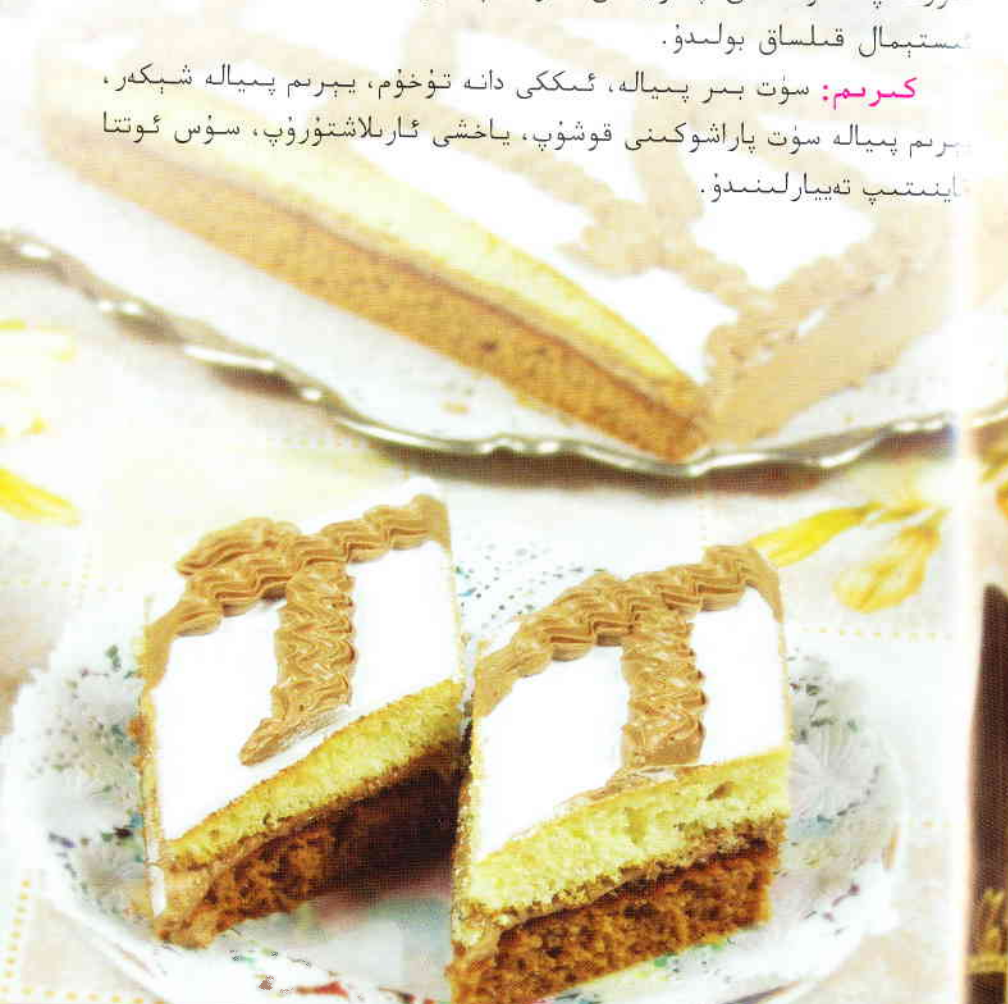 ئىستېمال قىلساق بولىدۇ.
كىرىم: سۈت بىر پىيالە، ئىككى دانە تۇخۇم، يېرىم پىيالە شېكەر،
يېرىم پىيالە سۈت پاراشوكىنى قوشۇپ، ياخشى ئارىلاشتۇرۇپ، سۇس ئوتتا
قاينىتىپ تەييارلىنىدۇ.